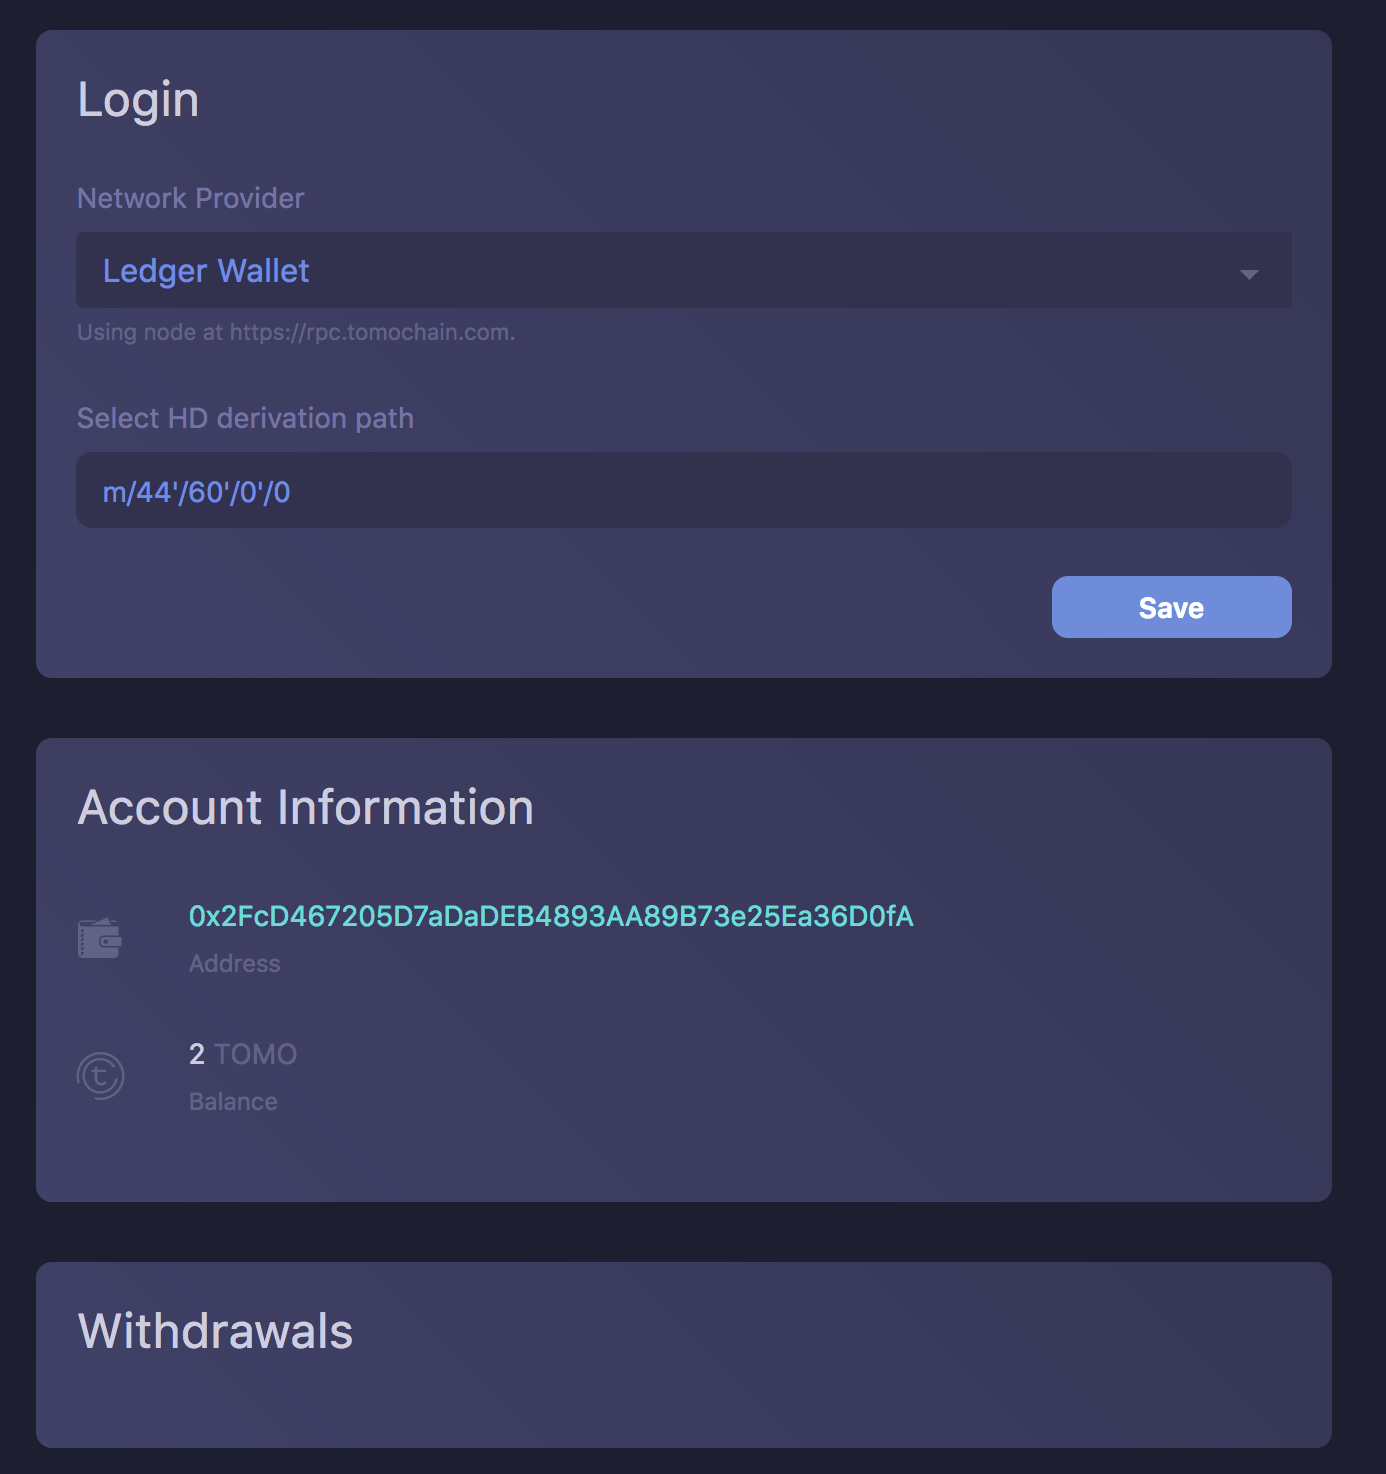 Login
Network Provider
Ledger Wallet
Using node at https://rpc.tomochain.com.
Select HD derivation path
m/44'/60'/0'/0
Save
Account Information
0x2FcD467205D7aDaDEB4893AA89B73e25Ea36D0fA
Address
2 TOMO
Balance
Withdrawals